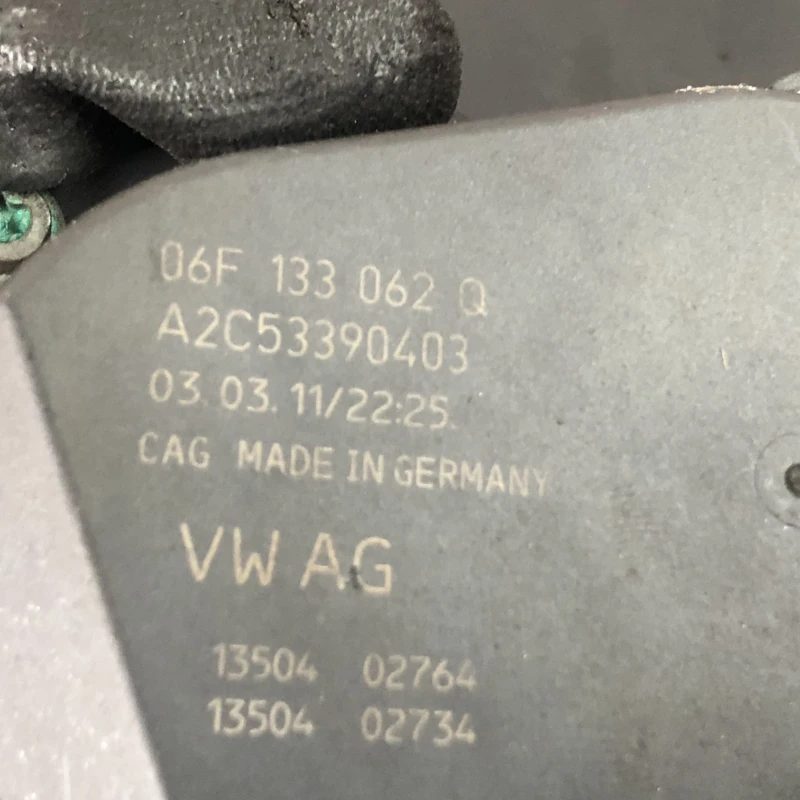 06F 133 062 Q
A2C53390403
03.03.11/22:25.
CAG MADE IN GERMANY
VW AG
13504 02764
13504 02734